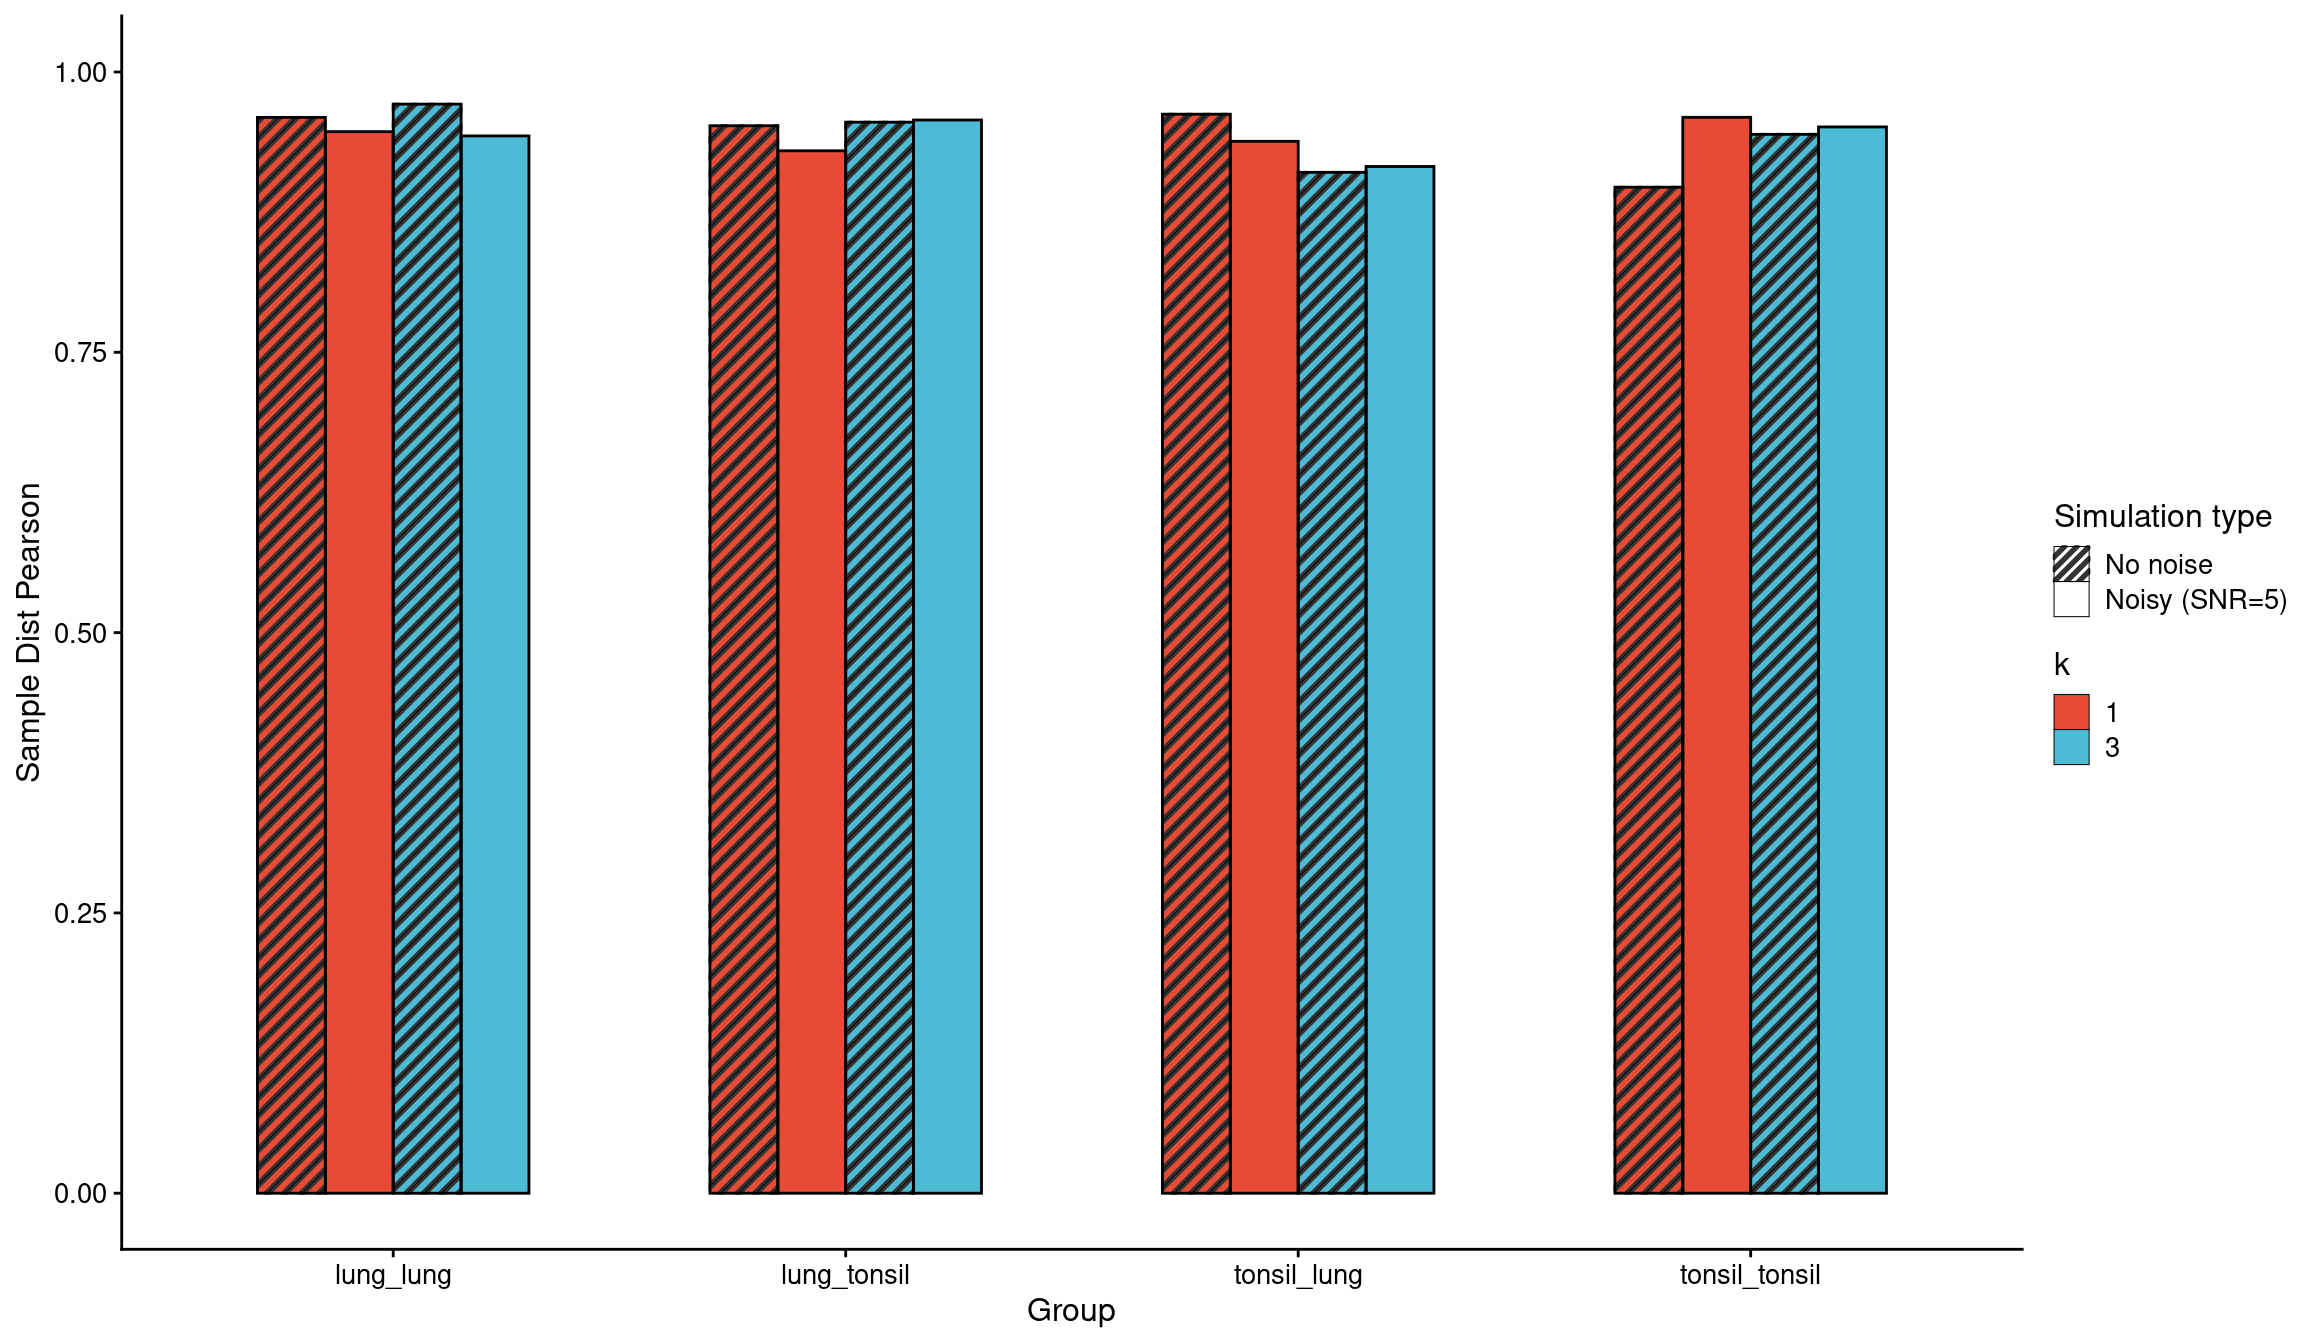 Sample Dist Pearson
1.00
0.75
0.50
0.25
0.00
lung_lung
lung_tonsil
tonsil_lung
tonsil_tonsil
Group
Simulation type
No noise
Noisy (SNR=5)
k
1
3